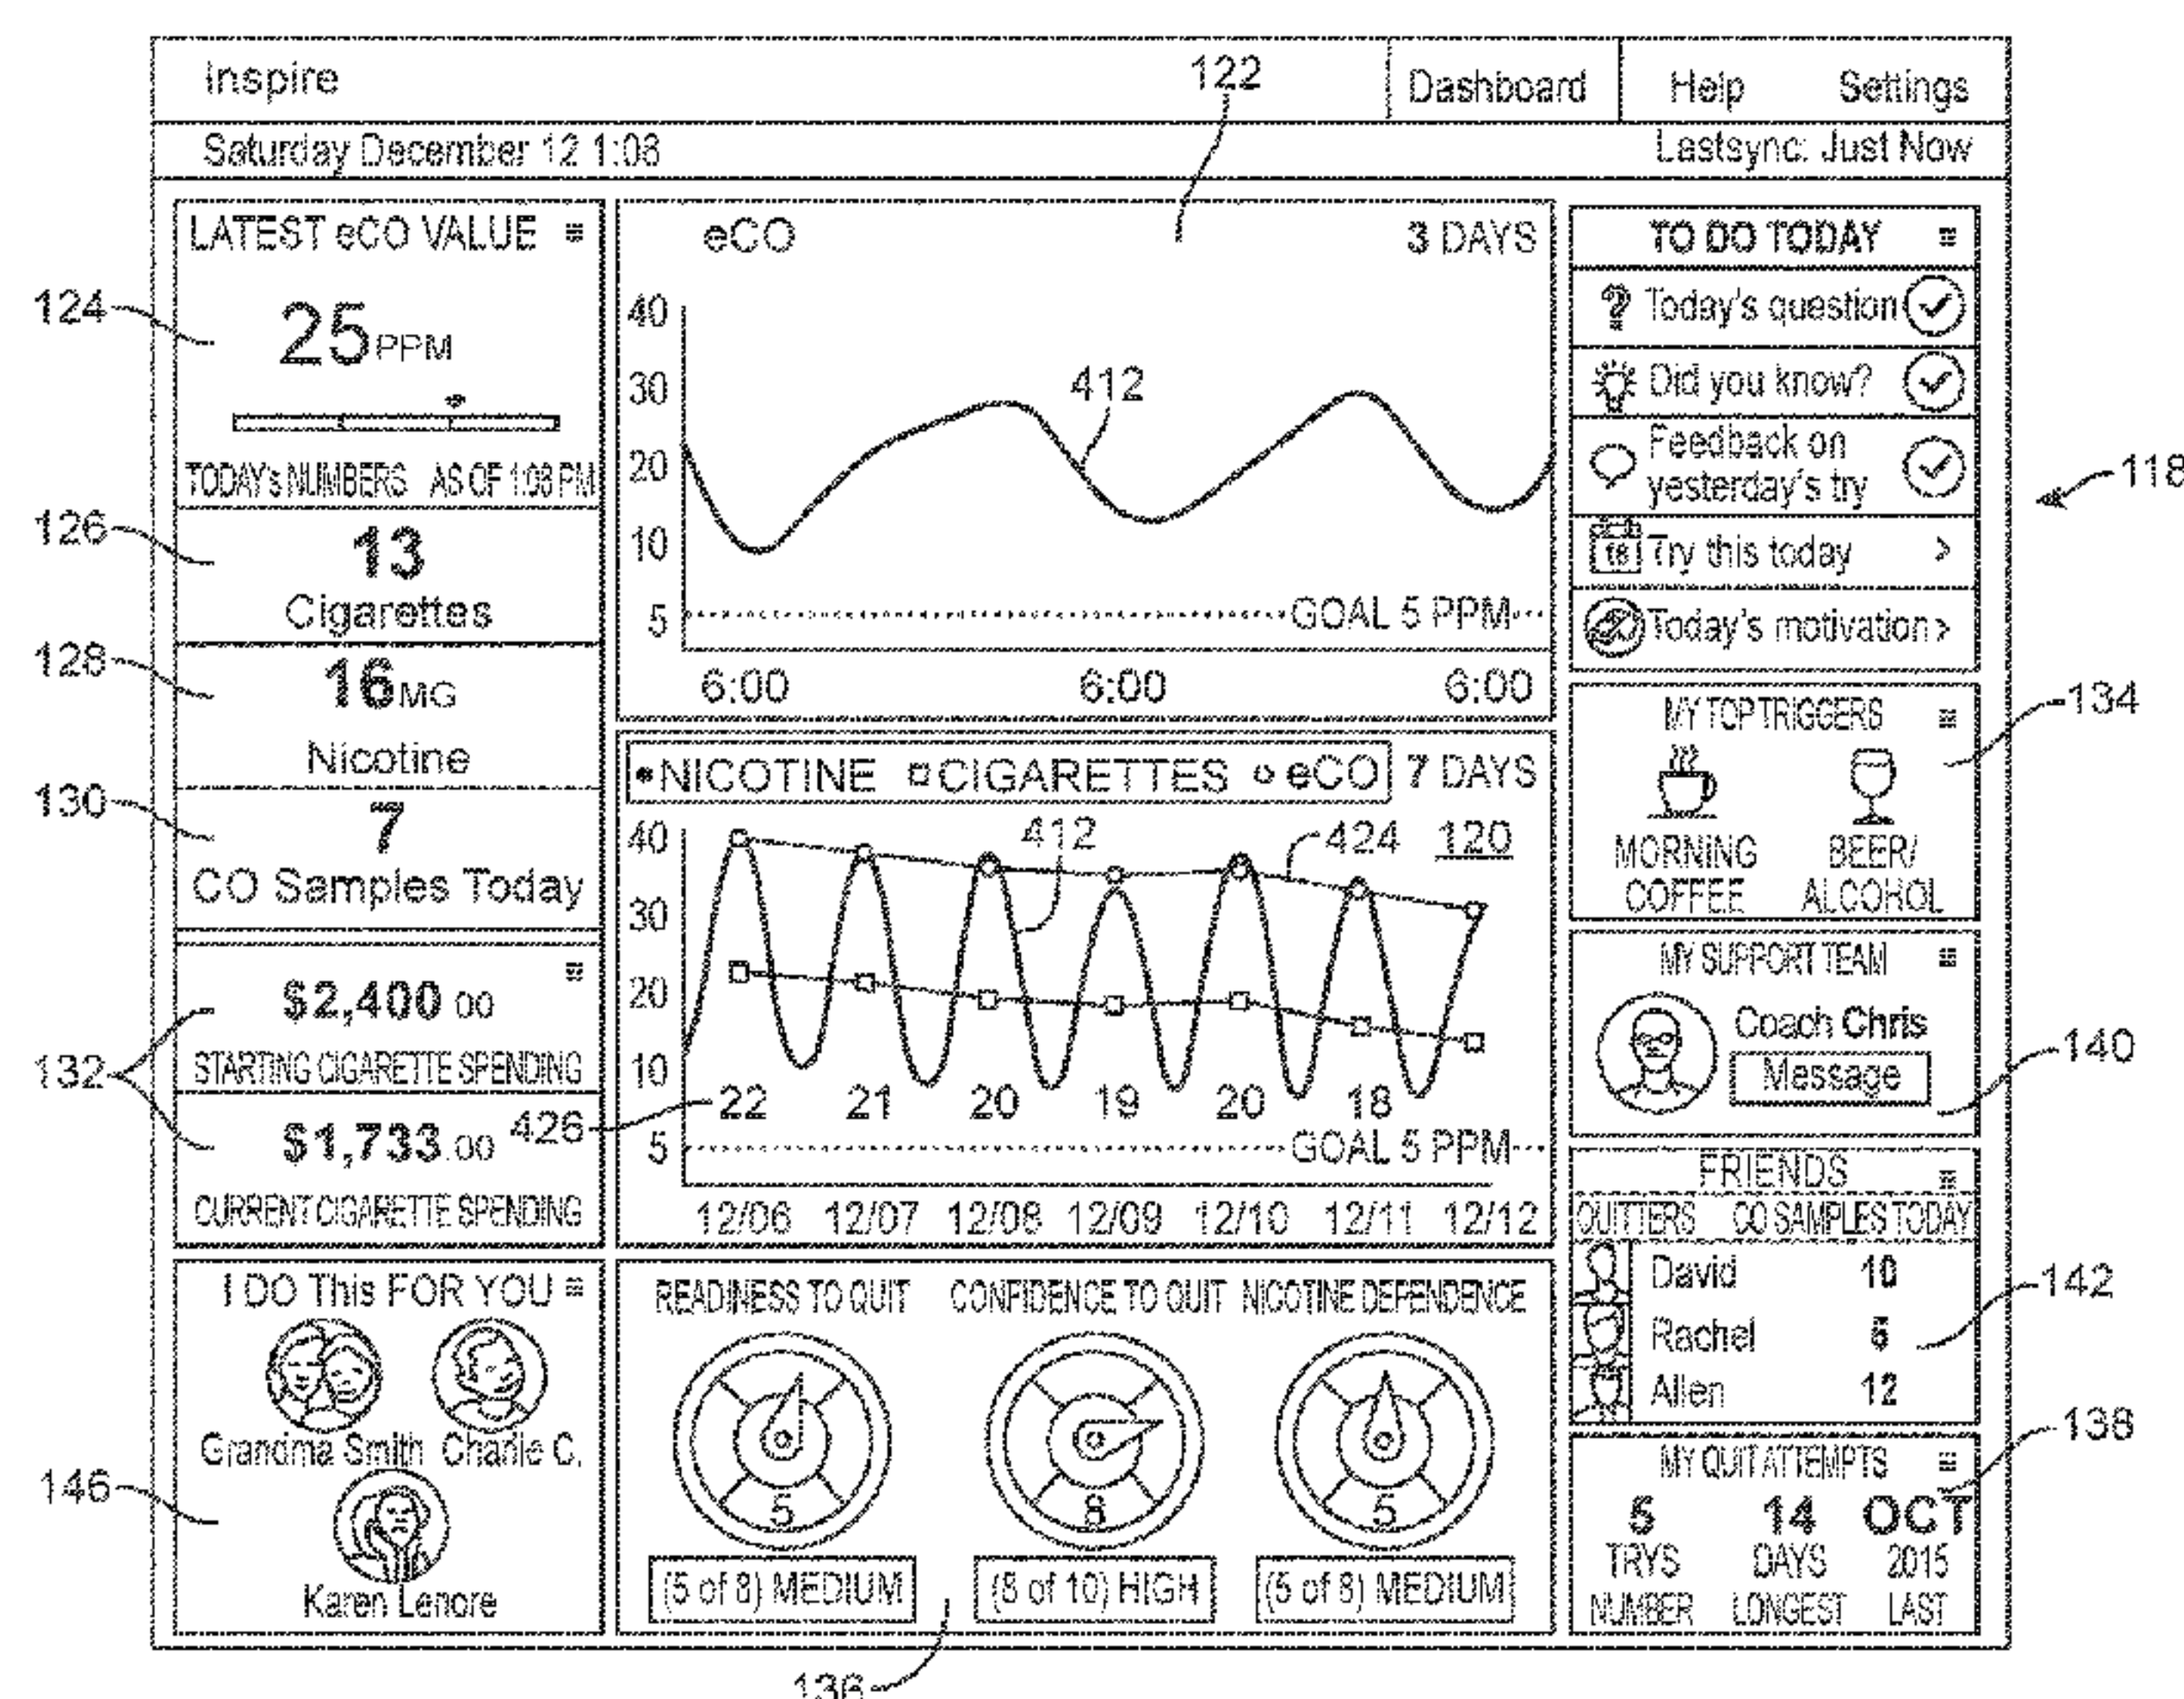 Inspire
122
Dashboard
Help
Settings
Saturday December 12 1:08
Lastsync: Just Now
LATEST eCO VALUE
124
25 PPM
TODAY's NUMBERS AS OF 1:08 PM
126
13
Cigarettes
128
16 MG
Nicotine
130
7
CO Samples Today
132
$2,400.00
STARTING CIGARETTE SPENDING
$1,733.00
CURRENT CIGARETTE SPENDING
146
I DO This FOR YOU
Grandma Smith Charlie C.
Karen Lenore
eCO
3 DAYS
40
30
412
20
10
5
GOAL 5 PPM
6:00 6:00 6:00
NICOTINE CIGARETTES eCO 7 DAYS
40
412
424
120
30
20
10
426
22 21 20 19 20 18
5
GOAL 5 PPM
12/06 12/07 12/08 12/09 12/10 12/11 12/12
READINESS TO QUIT CONFIDENCE TO QUIT NICOTINE DEPENDENCE
5 8 5
(5 of 8) MEDIUM (8 of 10) HIGH (5 of 8) MEDIUM
136
TO DO TODAY
? Today's question
Did you know?
Feedback on
yesterday's try
118
Try this today >
Today's motivation >
134
MY TOP TRIGGERS
MORNING BEER/
COFFEE ALCOHOL
MY SUPPORT TEAM
Coach Chris
140
Message
FRIENDS
QUITTERS CO SAMPLES TODAY
David 10
142
Rachel
Allen 12
138
MY QUIT ATTEMPTS
5 14 OCT
TRYS DAYS 2015
NUMBER LONGEST LAST